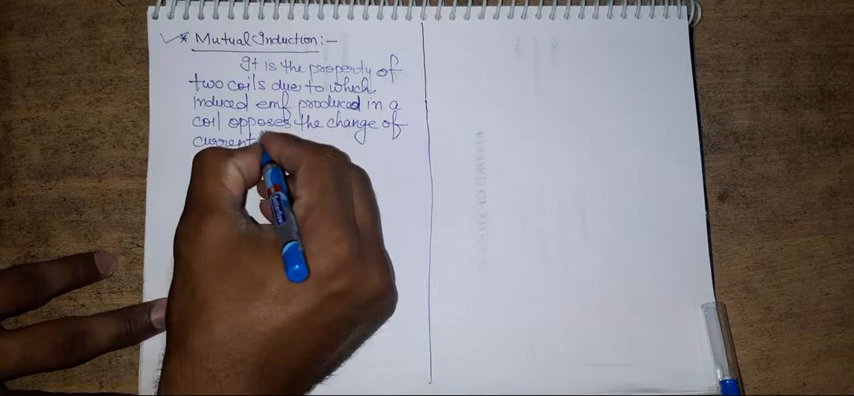 * Mutual Induction :-
It is the property of
two coils due to which
induced emf produced in a
coil opposes the change of
current